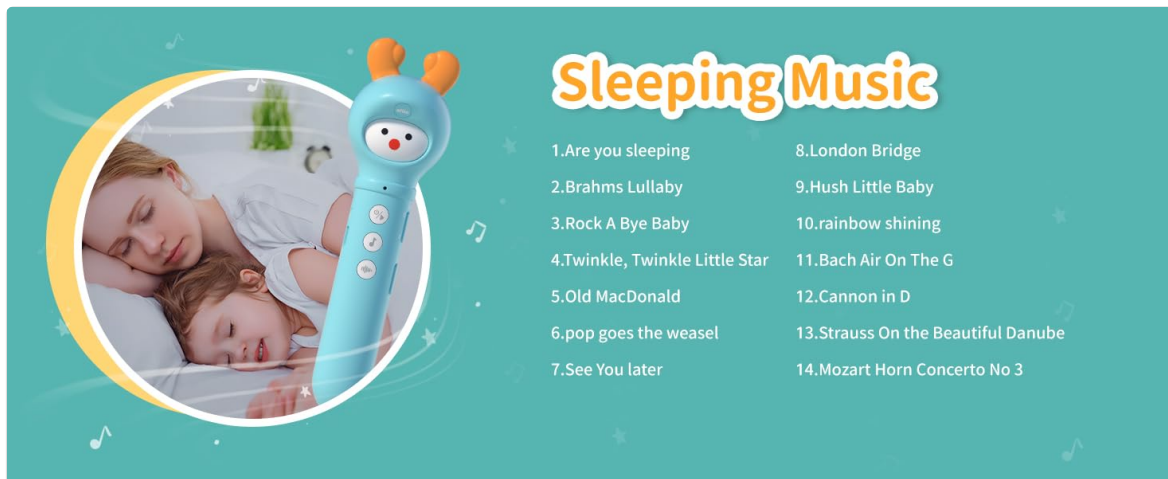 Sleeping Music
1.Are you sleeping
2.Brahms Lullaby
3.Rock A Bye Baby
4.Twinkle, Twinkle Little Star
5.Old MacDonald
6.pop goes the weasel
7.See You later
8.London Bridge
9.Hush Little Baby
10.rainbow shining
11.Bach Air On The G
12.Cannon in D
13.Strauss On the Beautiful Danube
14.Mozart Horn Concerto No 3